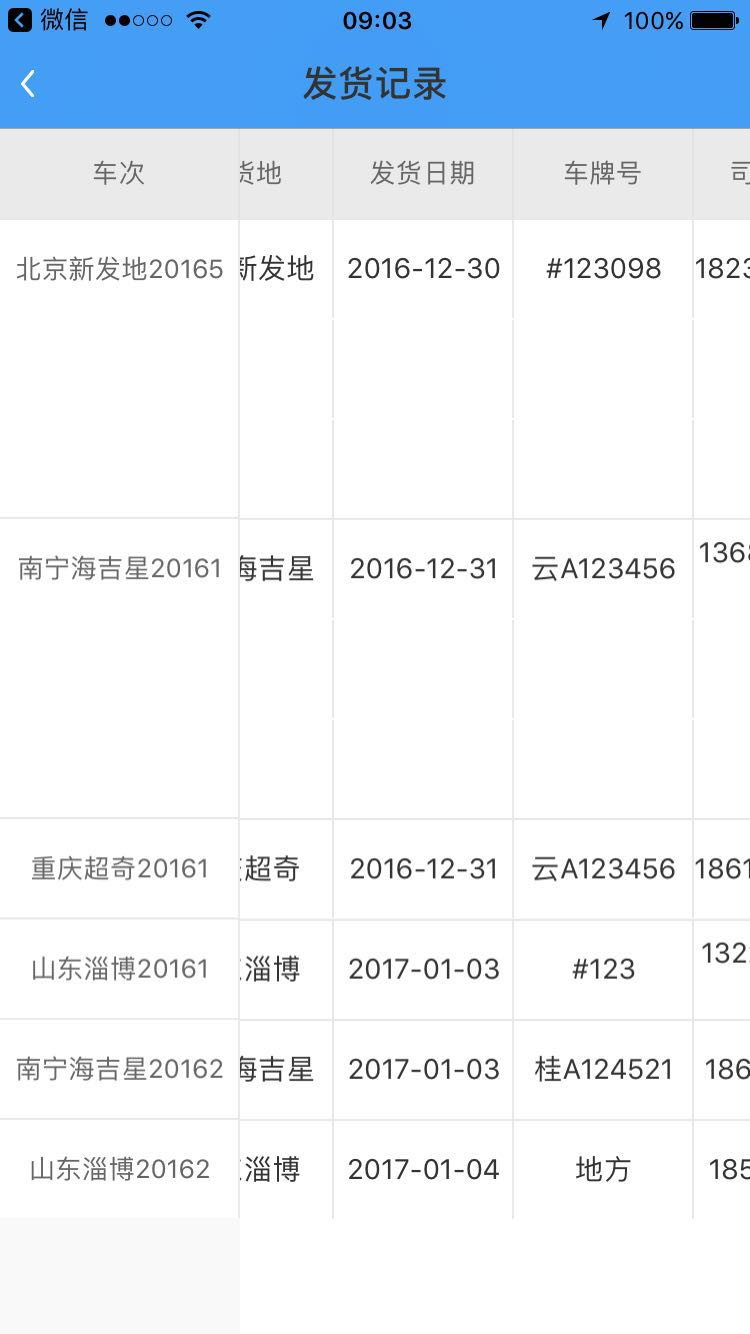 微信 09:03 100%
发货记录
车次 货地 发货日期 车牌号 司
北京新发地20165 新发地 2016-12-30 #123098 1823
南宁海吉星20161 海吉星 2016-12-31 云A123456 1368
重庆超奇20161 超奇 2016-12-31 云A123456 1861
山东淄博20161 淄博 2017-01-03 #123 132
南宁海吉星20162 海吉星 2017-01-03 桂A124521 186
山东淄博20162 淄博 2017-01-04 地方 185